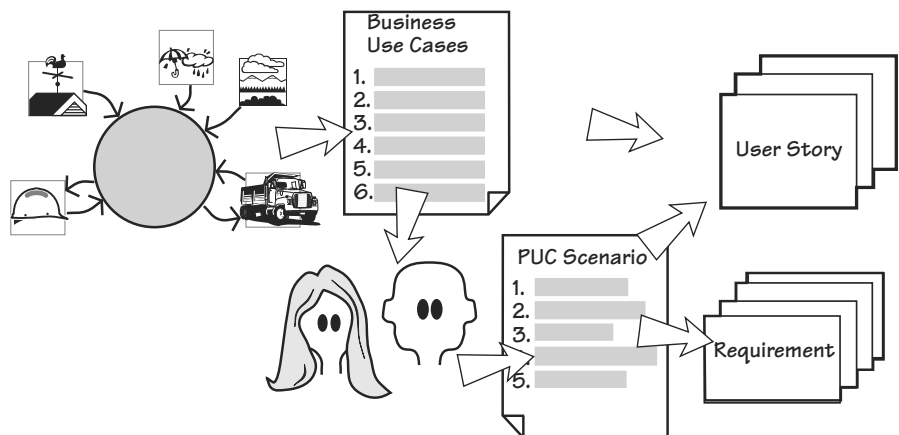 Business
Use Cases
1.
2.
3.
4.
5.
6.
User Story
PUC Scenario
1.
2.
3.
5.
Requirement